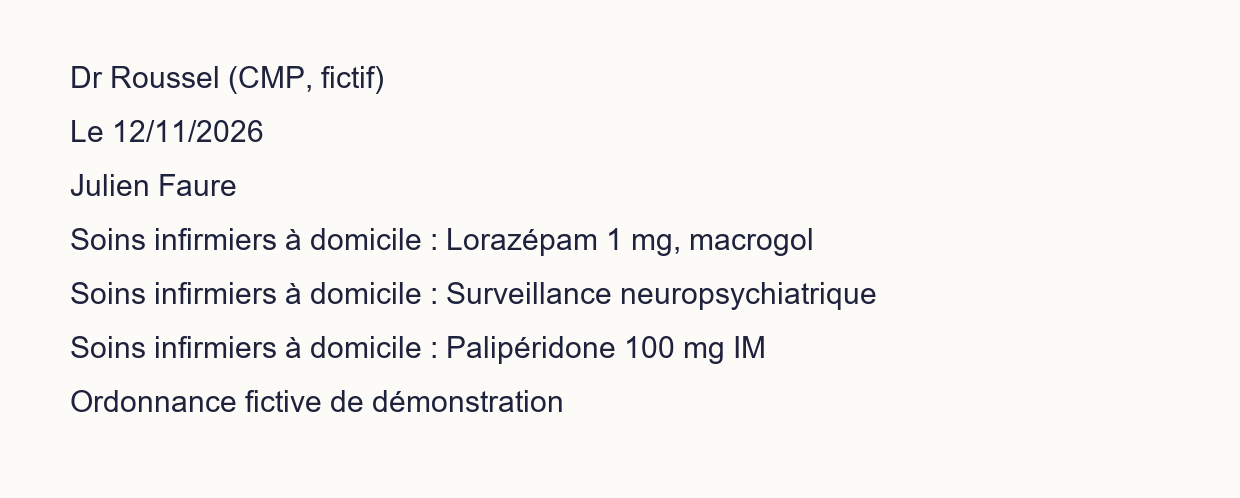 Dr Roussel (CMP, fictif)
Le 12/11/2026
Julien Faure
Soins infirmiers à domicile : Lorazépam 1 mg, macrogol
Soins infirmiers à domicile : Surveillance neuropsychiatrique
Soins infirmiers à domicile : Palipéridone 100 mg IM
Ordonnance fictive de démonstration